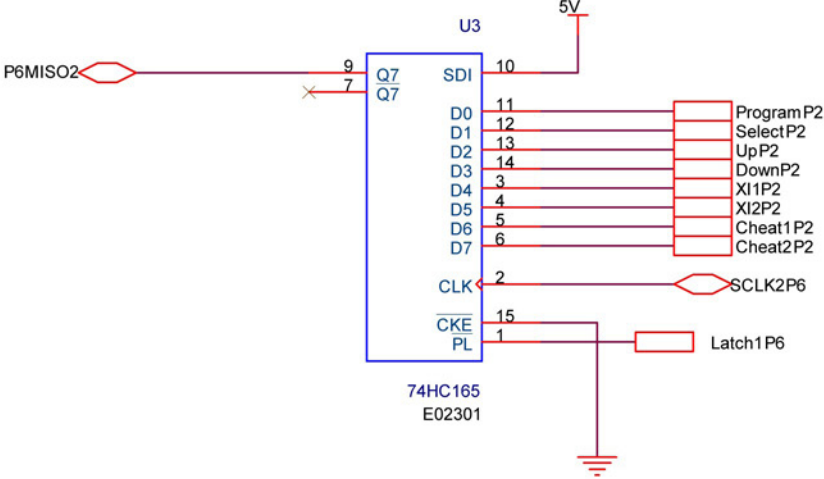 5V
U3
P6MISO2
9
Q7
SDI
10
7
Q7
D0
11
ProgramP2
D1
12
SelectP2
D2
13
UpP2
D3
14
DownP2
D4
3
XI1P2
D5
4
XI2P2
D6
5
Cheat1P2
D7
6
Cheat2P2
CLK
2
SCLK2P6
CKE
15
PL
1
Latch1P6
74HC165
E02301